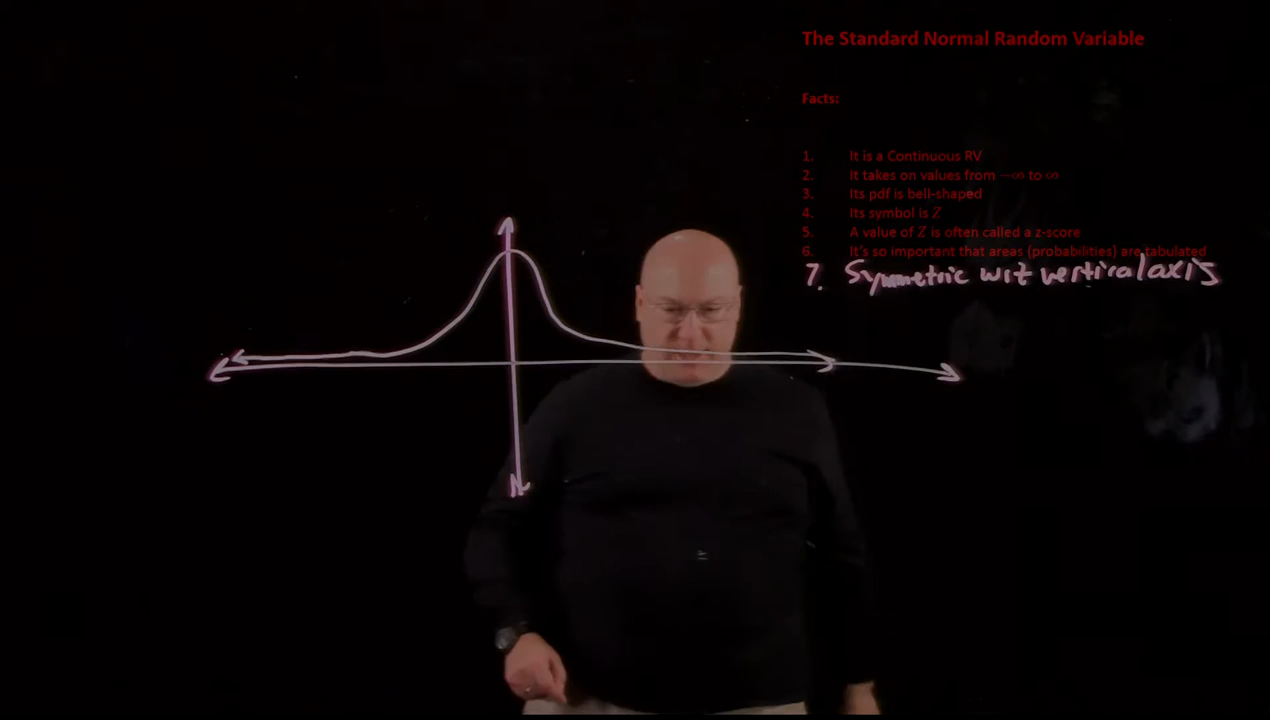 The Standard Normal Random Variable
Facts:
1. It is a Continuous RV
2. It takes on values from −∞ to ∞
3. Its pdf is bell-shaped
4. Its symbol is Z
5. A value of Z is often called a z-score
6. It's so important that areas (probabilities) are tabulated
7. Symmetric wrt vertical axis